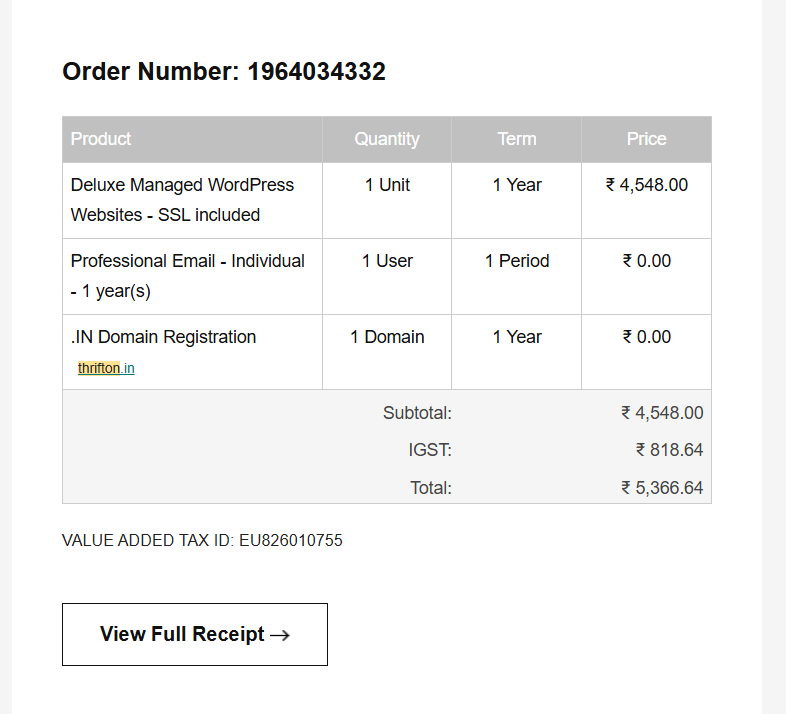 Order Number: 1964034332
Product Quantity Term Price
Deluxe Managed WordPress 1 Unit 1 Year ₹ 4,548.00
Websites - SSL included
Professional Email - Individual 1 User 1 Period ₹ 0.00
- 1 year(s)
.IN Domain Registration 1 Domain 1 Year ₹ 0.00
thrifton.in
Subtotal: ₹ 4,548.00
IGST: ₹ 818.64
Total: ₹ 5,366.64
VALUE ADDED TAX ID: EU826010755
View Full Receipt →